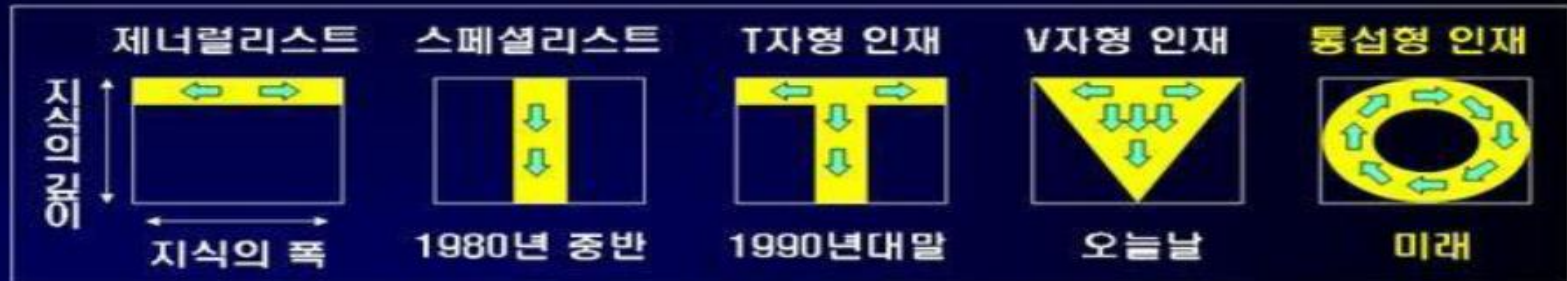 제너럴리스트 스페셜리스트 T자형 인재 V자형 인재 통섭형 인재
지식의 깊이
지식의 폭 1980년 중반 1990년대말 오늘날 미래